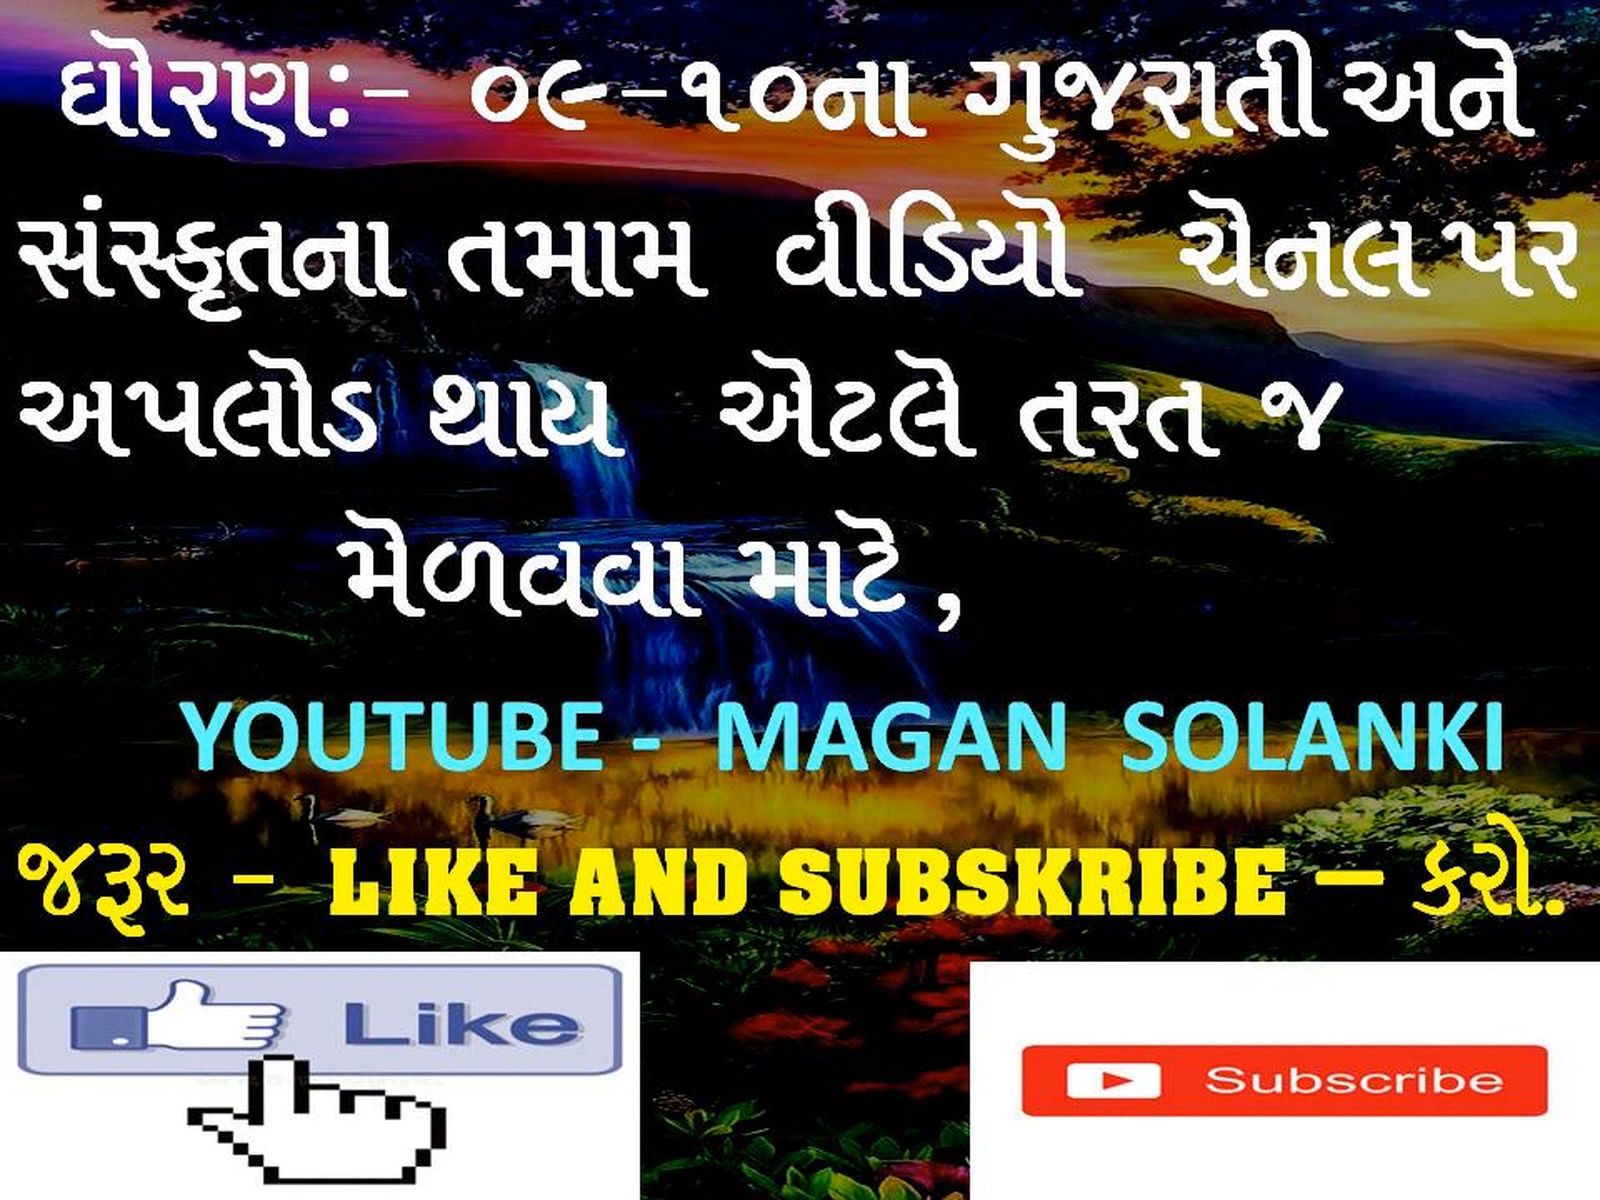 ધોરણઃ- ૦૯-૧૦ના ગુજરાતી અને
સંસ્કૃતના તમામ વીડિયો ચેનલ પર
અપલોડ થાય એટલે તરત જ
મેળવવા માટે ,
YOUTUBE - MAGAN SOLANKI
જરૂર - LIKE AND SUBSKRIBE – કરો.
Like
Subscribe